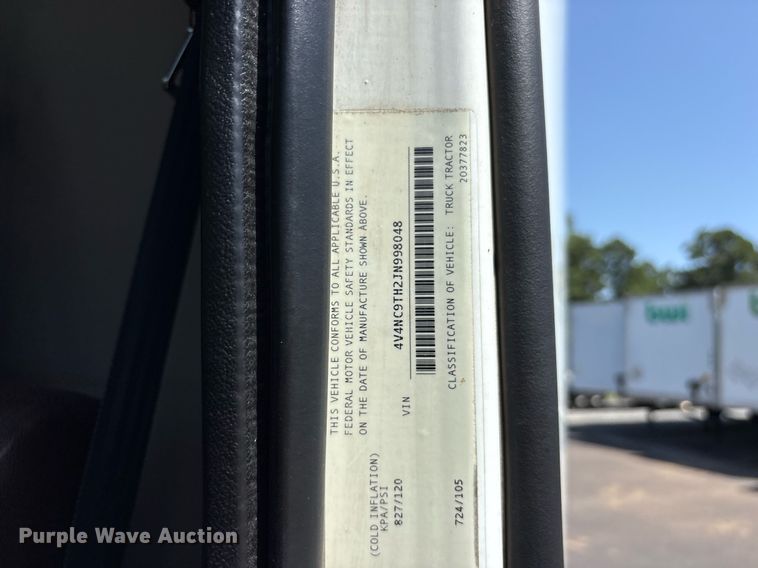 THIS VEHICLE CONFORMS TO ALL APPLICABLE U.S.A.
FEDERAL MOTOR VEHICLE SAFETY STANDARDS IN EFFECT
ON THE DATE OF MANUFACTURE SHOWN ABOVE.
(COLD INFLATION)
KPA/PSI
827/120
VIN
4V4NC9TH2JN998048
724/105
CLASSIFICATION OF VEHICLE: TRUCK TRACTOR
20377823
bwi
Purple Wave Auction